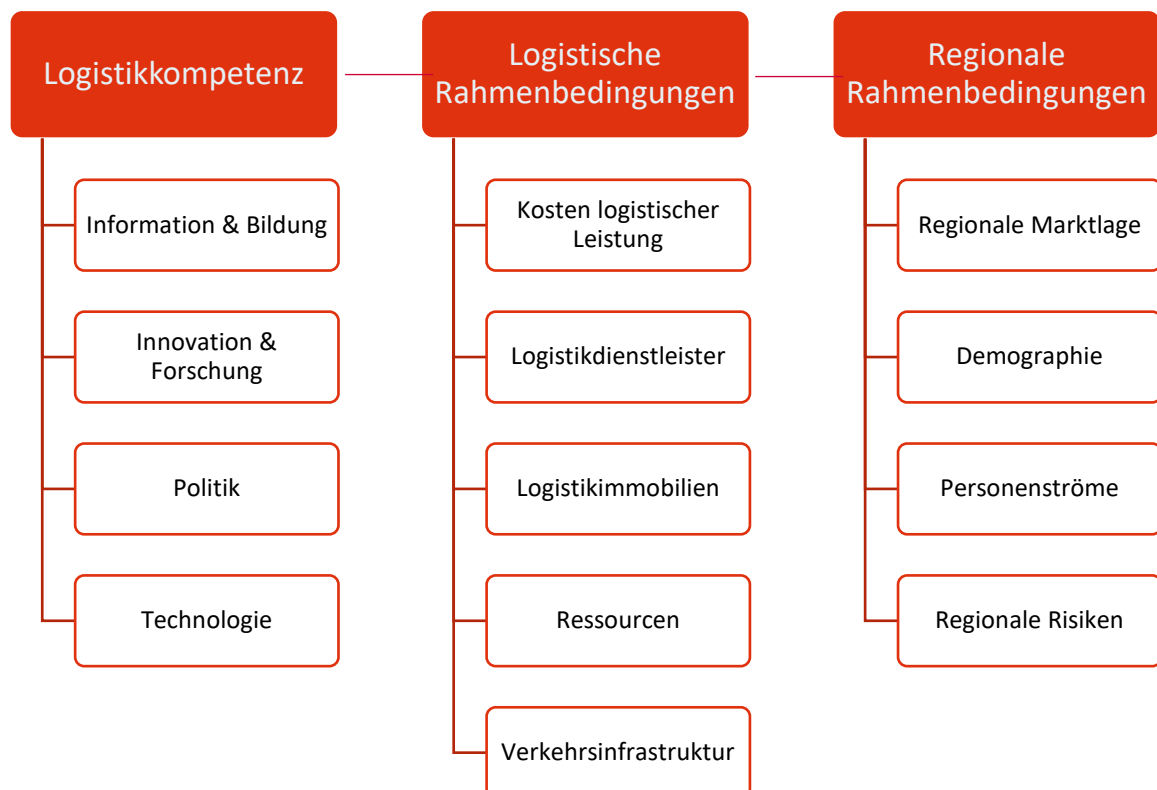 Logistikkompetenz
Information & Bildung
Innovation &
Forschung
Politik
Technologie
Logistische
Rahmenbedingungen
Kosten logistischer
Leistung
Logistikdienstleister
Logistikimmobilien
Ressourcen
Verkehrsinfrastruktur
Regionale
Rahmenbedingungen
Regionale Marktlage
Demographie
Personenströme
Regionale Risiken